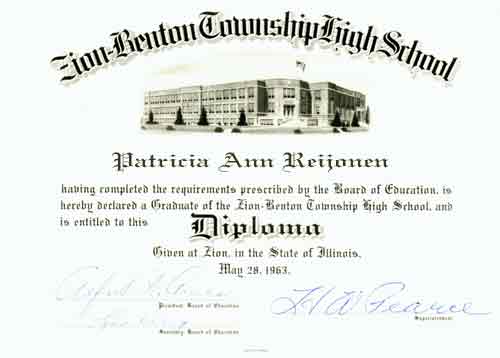 Zion-Benton Township High School
Patricia Ann Reijonen
having completed the requirements prescribed by the Board of Education, is
hereby declared a Graduate of the Zion-Benton Township High School, and
is entitled to this Diploma
Given at Zion, in the State of Illinois,
May 28, 1963.
President Board of Education
H W Pearce
Superintendent
Secretary Board of Education